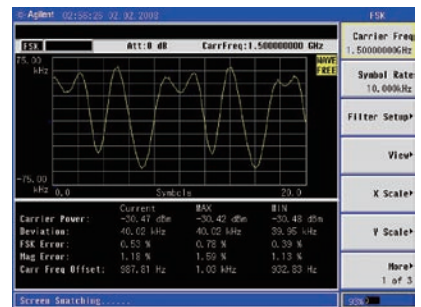 Agilent 02:56:25 02.02.2008
FSK
FSK Att:0 dB CarrFreq:1.500000000 GHz
WAVE
FREE
75.00
kHz
-75.00
kHz 0.0 Symbols 20.0
Current MAX MIN
Carrier Power: -30.47 dBm -30.42 dBm -30.48 dBm
Deviation: 40.02 kHz 40.02 kHz 39.95 kHz
FSK Error: 0.53 % 0.78 % 0.39 %
Mag Error: 1.18 % 1.59 % 1.13 %
Carr Freq Offset: 987.81 Hz 1.03 kHz 932.83 Hz
Carrier Freq
1.50000000GHz
Symbol Rate
10.000kHz
Filter Setup
View
X Scale
Y Scale
More
1 of 3
Screen Snatching......
93%